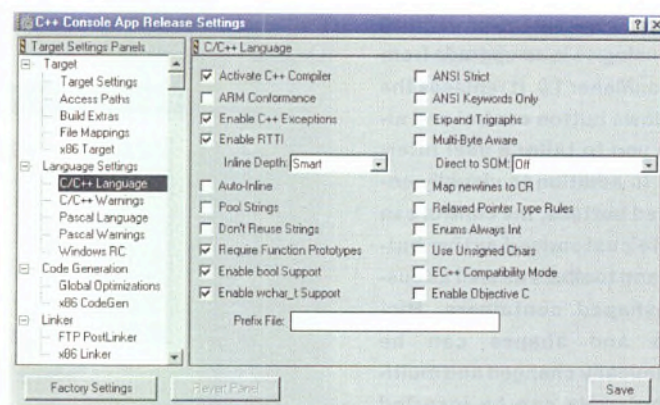 C++ Console App Release Settings
Target Settings Panels
Target
Target Settings
Access Paths
Build Extras
File Mappings
x86 Target
Language Settings
C/C++ Language
C/C++ Warnings
Pascal Language
Pascal Warnings
Windows RC
Code Generation
Global Optimizations
x86 CodeGen
Linker
FTP PostLinker
x86 Linker
C/C++ Language
Activate C++ Compiler
ARM Conformance
Enable C++ Exceptions
Enable RTTI
Inline Depth: Smart
Auto-Inline
Pool Strings
Don't Reuse Strings
Require Function Prototypes
Enable bool Support
Enable wchar_t Support
ANSI Strict
ANSI Keywords Only
Expand Trigraphs
Multi-Byte Aware
Direct to SOM: Off
Map newlines to CR
Relaxed Pointer Type Rules
Enums Always Int
Use Unsigned Chars
EC++ Compatibility Mode
Enable Objective C
Prefix File:
Factory Settings
Revert Panel
Save